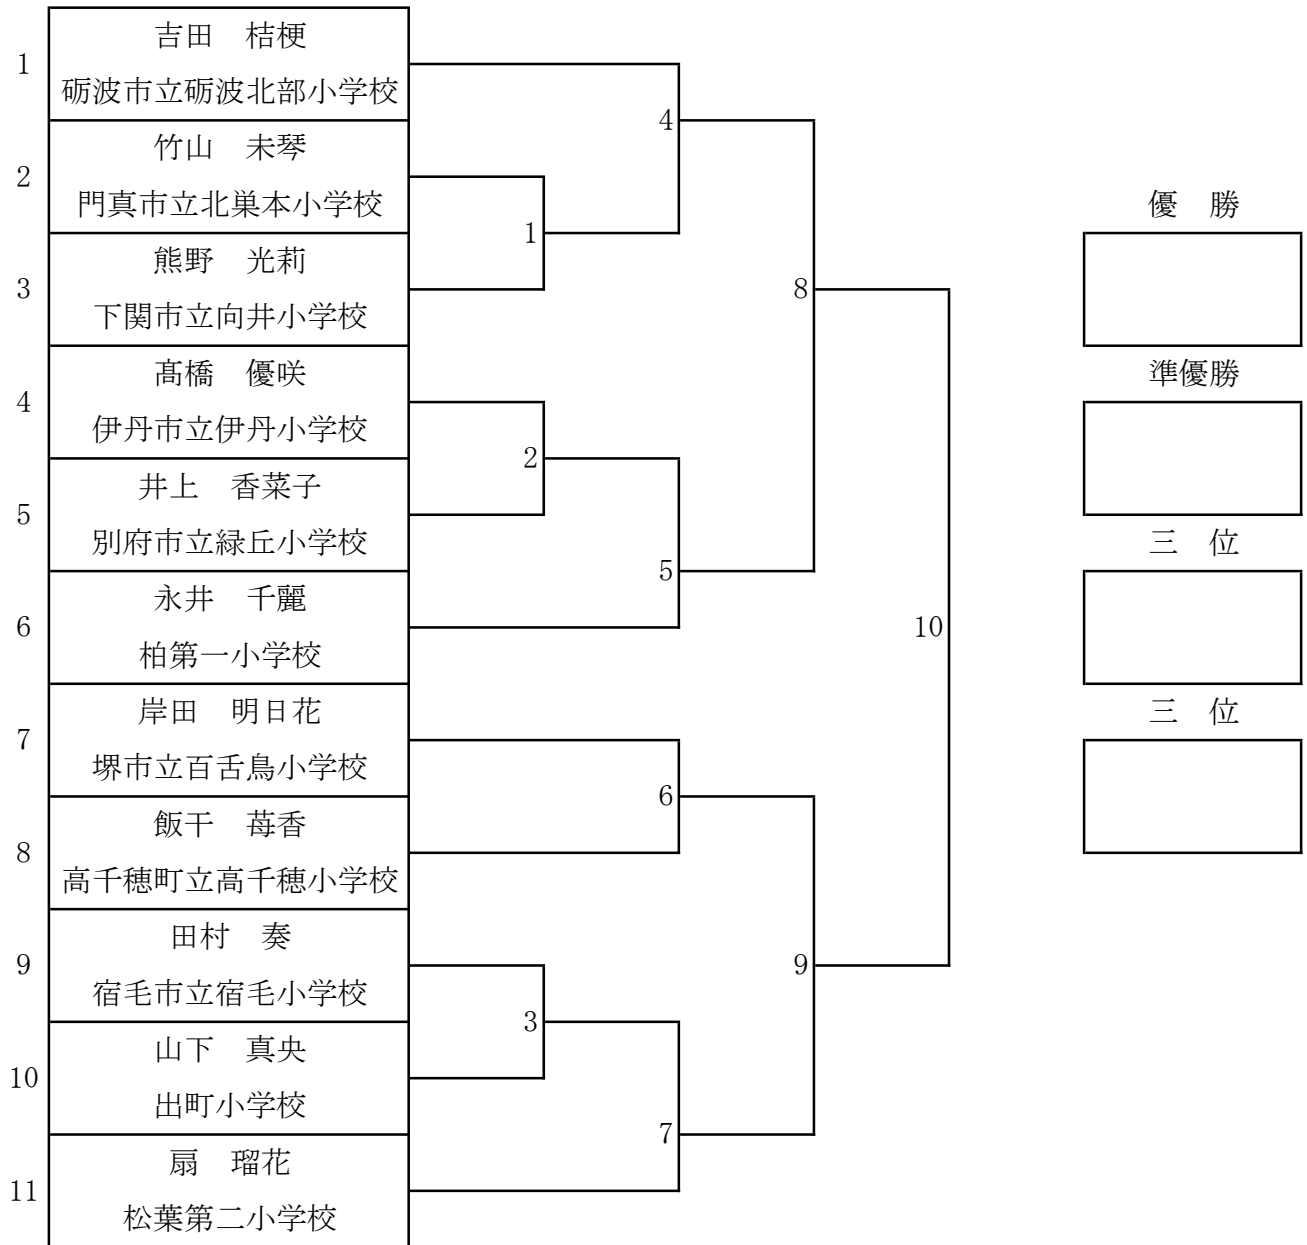 1
吉田　桔梗
砺波市立砺波北部小学校
2
竹山　未琴
門真市立北巣本小学校
3
熊野　光莉
下関市立向井小学校
4
髙橋　優咲
伊丹市立伊丹小学校
5
井上　香菜子
別府市立緑丘小学校
6
永井　千麗
柏第一小学校
7
岸田　明日花
堺市立百舌鳥小学校
8
飯干　苺香
高千穂町立高千穂小学校
9
田村　奏
宿毛市立宿毛小学校
10
山下　真央
出町小学校
11
扇　瑠花
松葉第二小学校
1
2
3
4
5
6
7
8
9
10
優　勝
準優勝
三　位
三　位